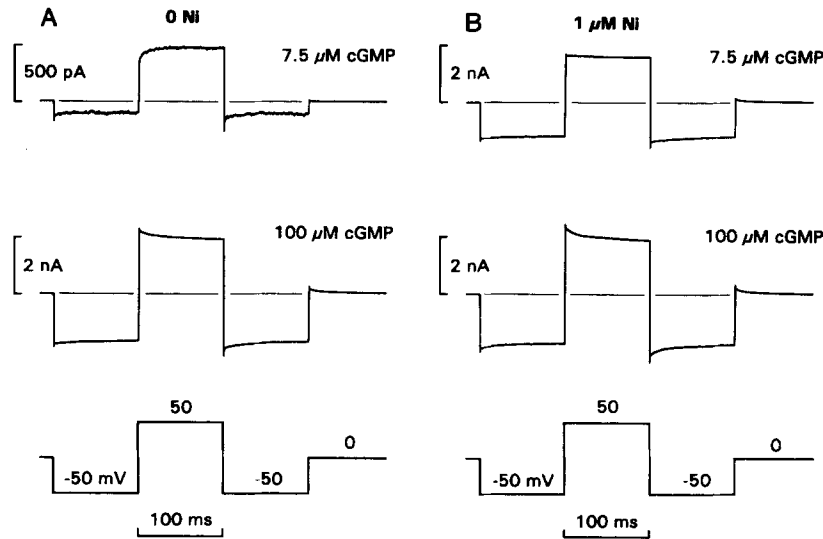 A
0 Ni
7.5 µM cGMP
500 pA
100 µM cGMP
2 nA
50
0
-50 mV
-50
100 ms
B
1 µM Ni
7.5 µM cGMP
2 nA
100 µM cGMP
2 nA
50
0
-50 mV
-50
100 ms